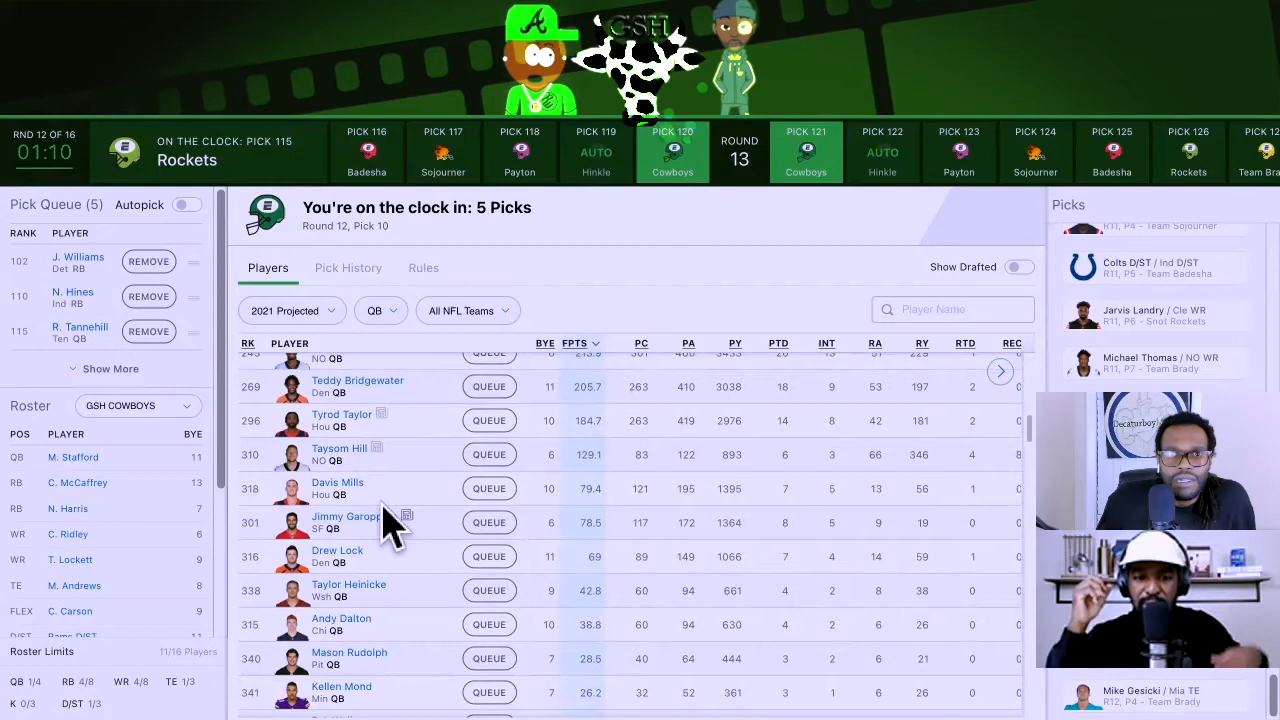 GSH
RND 12 OF 16
01:10
ON THE CLOCK: PICK 115
Rockets
PICK 116
Badesha
PICK 117
Sojourner
PICK 118
Payton
PICK 119
AUTO
Hinkle
PICK 120
Cowboys
ROUND
13
PICK 121
Cowboys
PICK 122
AUTO
Hinkle
PICK 123
Payton
PICK 124
Sojourner
PICK 125
Badesha
PICK 126
Rockets
PICK 12
Team Bra
Pick Queue (5) Autopick
RANK PLAYER
102 J. Williams REMOVE
Det RB
110 N. Hines REMOVE
Ind RB
115 R. Tannehill REMOVE
Ten QB
Show More
Roster GSH COWBOYS
POS PLAYER BYE
QB M. Stafford 11
RB C. McCaffrey 13
RB N. Harris 7
WR C. Ridley 6
WR T. Lockett 9
TE M. Andrews 8
FLEX C. Carson 9
D/ST Rams D/ST 11
Roster Limits 11/16 Players
QB 1/4 RB 4/8 WR 4/8 TE 1/3
K 0/3 D/ST 1/3
You're on the clock in: 5 Picks
Round 12, Pick 10
Players Pick History Rules Show Drafted
2021 Projected QB All NFL Teams Player Name
RK PLAYER BYE FPTS PC PA PY PTD INT RA RY RTD REC
NO QB QUEUE
269 Teddy Bridgewater QUEUE 11 205.7 263 410 3038 18 9 53 197 2 0
Den QB
296 Tyrod Taylor QUEUE 10 184.7 263 419 2976 14 8 42 181 2 0
Hou QB
310 Taysom Hill QUEUE 6 129.1 83 122 893 6 3 66 346 4 8
NO QB
318 Davis Mills QUEUE 10 79.4 121 195 1395 7 5 13 56 1 0
Hou QB
301 Jimmy Garopp QUEUE 6 78.5 117 172 1364 8 5 9 19 0 0
SF QB
316 Drew Lock QUEUE 11 69 89 149 1066 7 4 14 59 1 0
Den QB
338 Taylor Heinicke QUEUE 9 42.8 60 94 661 4 2 8 38 0 0
Wsh QB
315 Andy Dalton QUEUE 10 38.8 60 94 630 4 2 6 26 0 0
Chi QB
340 Mason Rudolph QUEUE 7 28.5 40 64 444 3 2 6 21 0 0
Pit QB
341 Kellen Mond QUEUE 7 26.2 32 52 361 3 1 6 26 0 0
Min QB
Picks
R11, P4 - Team Sojourner
Colts D/ST / Ind D/ST
R11, P5 - Team Badesha
Jarvis Landry / Cle WR
R11, P6 - Snot Rockets
Michael Thomas / NO WR
R11, P7 - Team Brady
Mike Gesicki / Mia TE
R12, P4 - Team Brady